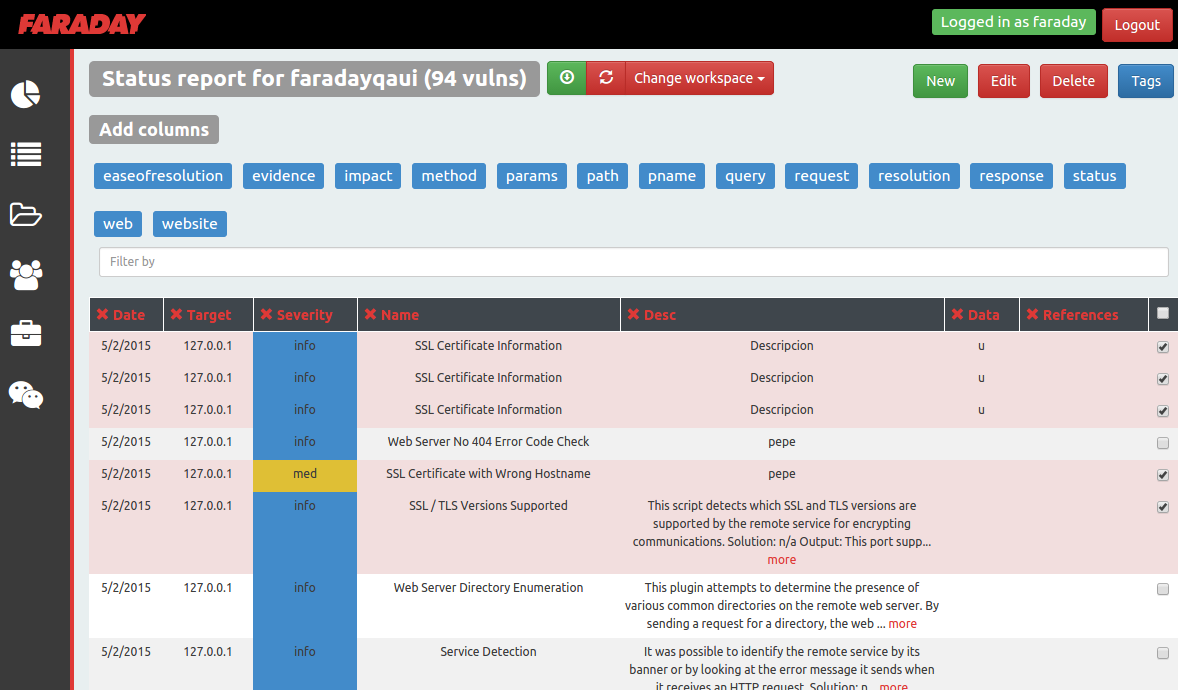 FARADAY
Logged in as faraday
Logout
Status report for faradayqaui (94 vulns)
Change workspace
New
Edit
Delete
Tags
Add columns
easeofresolution evidence impact method params path pname query request resolution response status
web website
Filter by
Date Target Severity Name Desc Data References
5/2/2015 127.0.0.1 info SSL Certificate Information Descripcion u
5/2/2015 127.0.0.1 info SSL Certificate Information Descripcion u
5/2/2015 127.0.0.1 info SSL Certificate Information Descripcion u
5/2/2015 127.0.0.1 info Web Server No 404 Error Code Check pepe
5/2/2015 127.0.0.1 med SSL Certificate with Wrong Hostname pepe
5/2/2015 127.0.0.1 info SSL / TLS Versions Supported This script detects which SSL and TLS versions are
supported by the remote service for encrypting
communications. Solution: n/a Output: This port supp...
more
5/2/2015 127.0.0.1 info Web Server Directory Enumeration This plugin attempts to determine the presence of
various common directories on the remote web server. By
sending a request for a directory, the web ... more
5/2/2015 127.0.0.1 info Service Detection It was possible to identify the remote service by its
banner or by looking at the error message it sends when
it receives an HTTP request. Solution: n... more